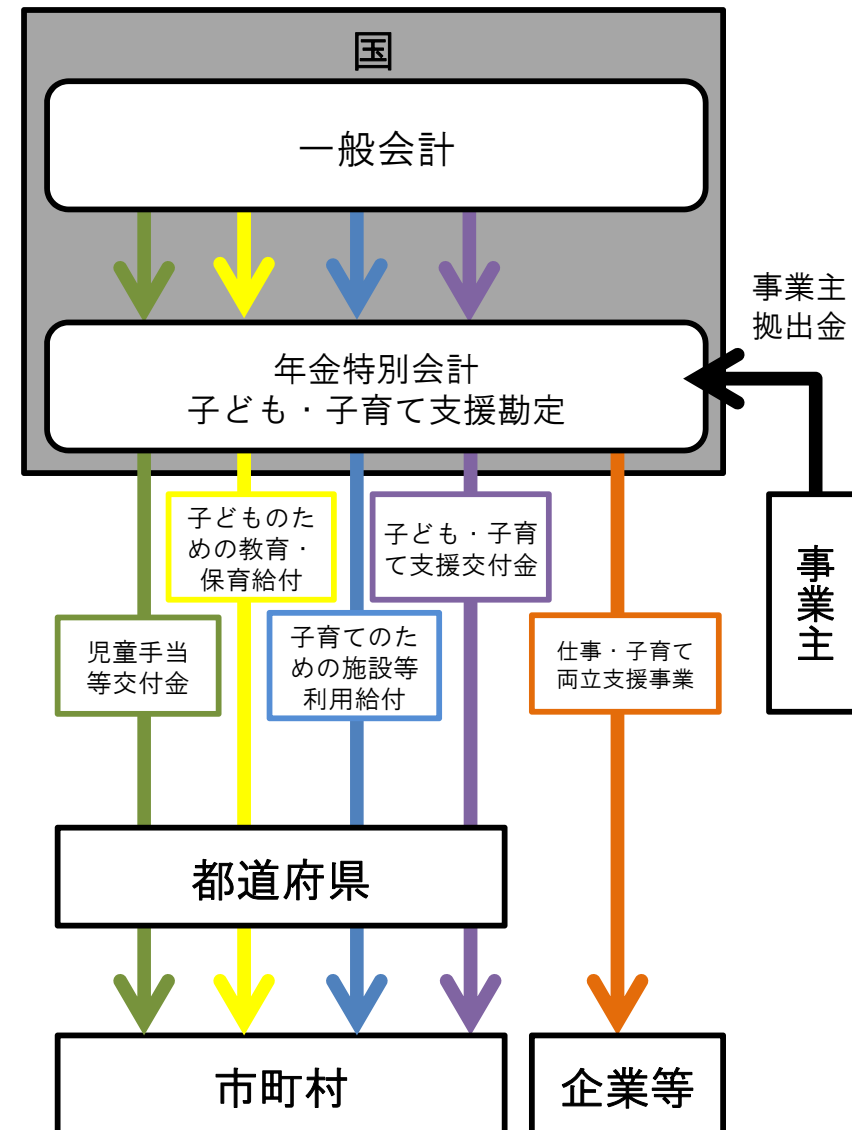 国
一般会計
事業主
拠出金
年金特別会計
子ども・子育て支援勘定
子どものた
めの教育・
保育給付
子ども・子育
て支援交付金
事業主
児童手当
等交付金
子育てのた
めの施設等
利用給付
仕事・子育て
両立支援事業
都道府県
市町村
企業等